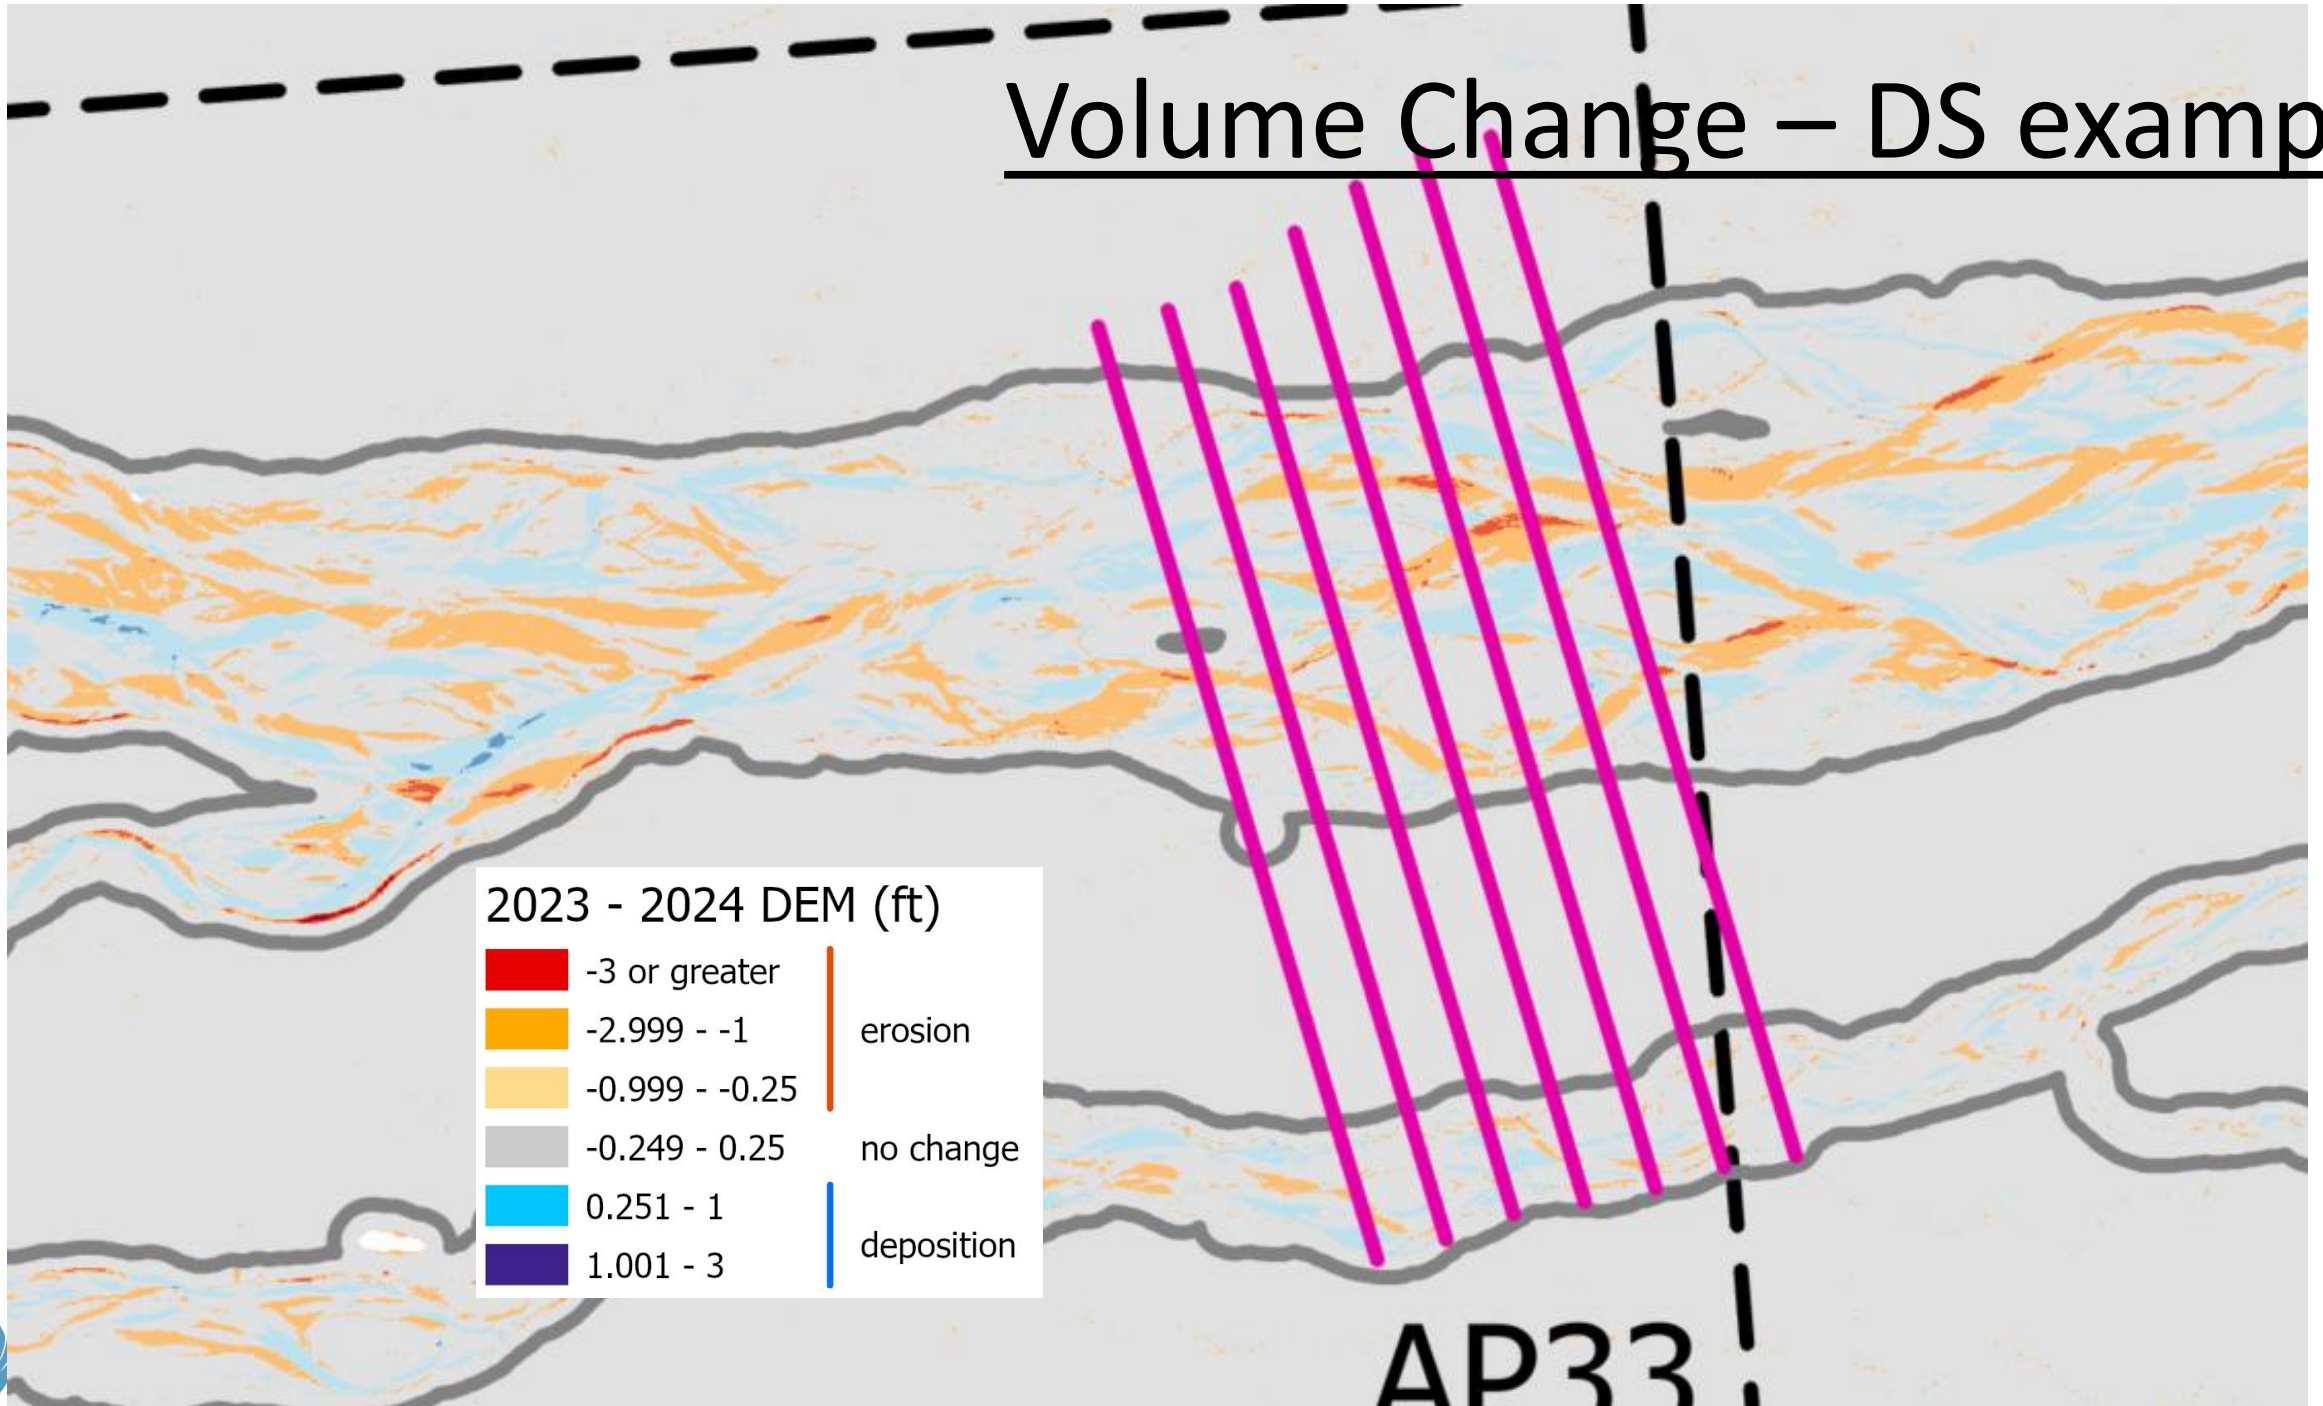 Volume Change – DS examp
2023 - 2024 DEM (ft)
-3 or greater
-2.999 - -1
erosion
-0.999 - -0.25
-0.249 - 0.25 no change
0.251 - 1
deposition
1.001 - 3
AP33